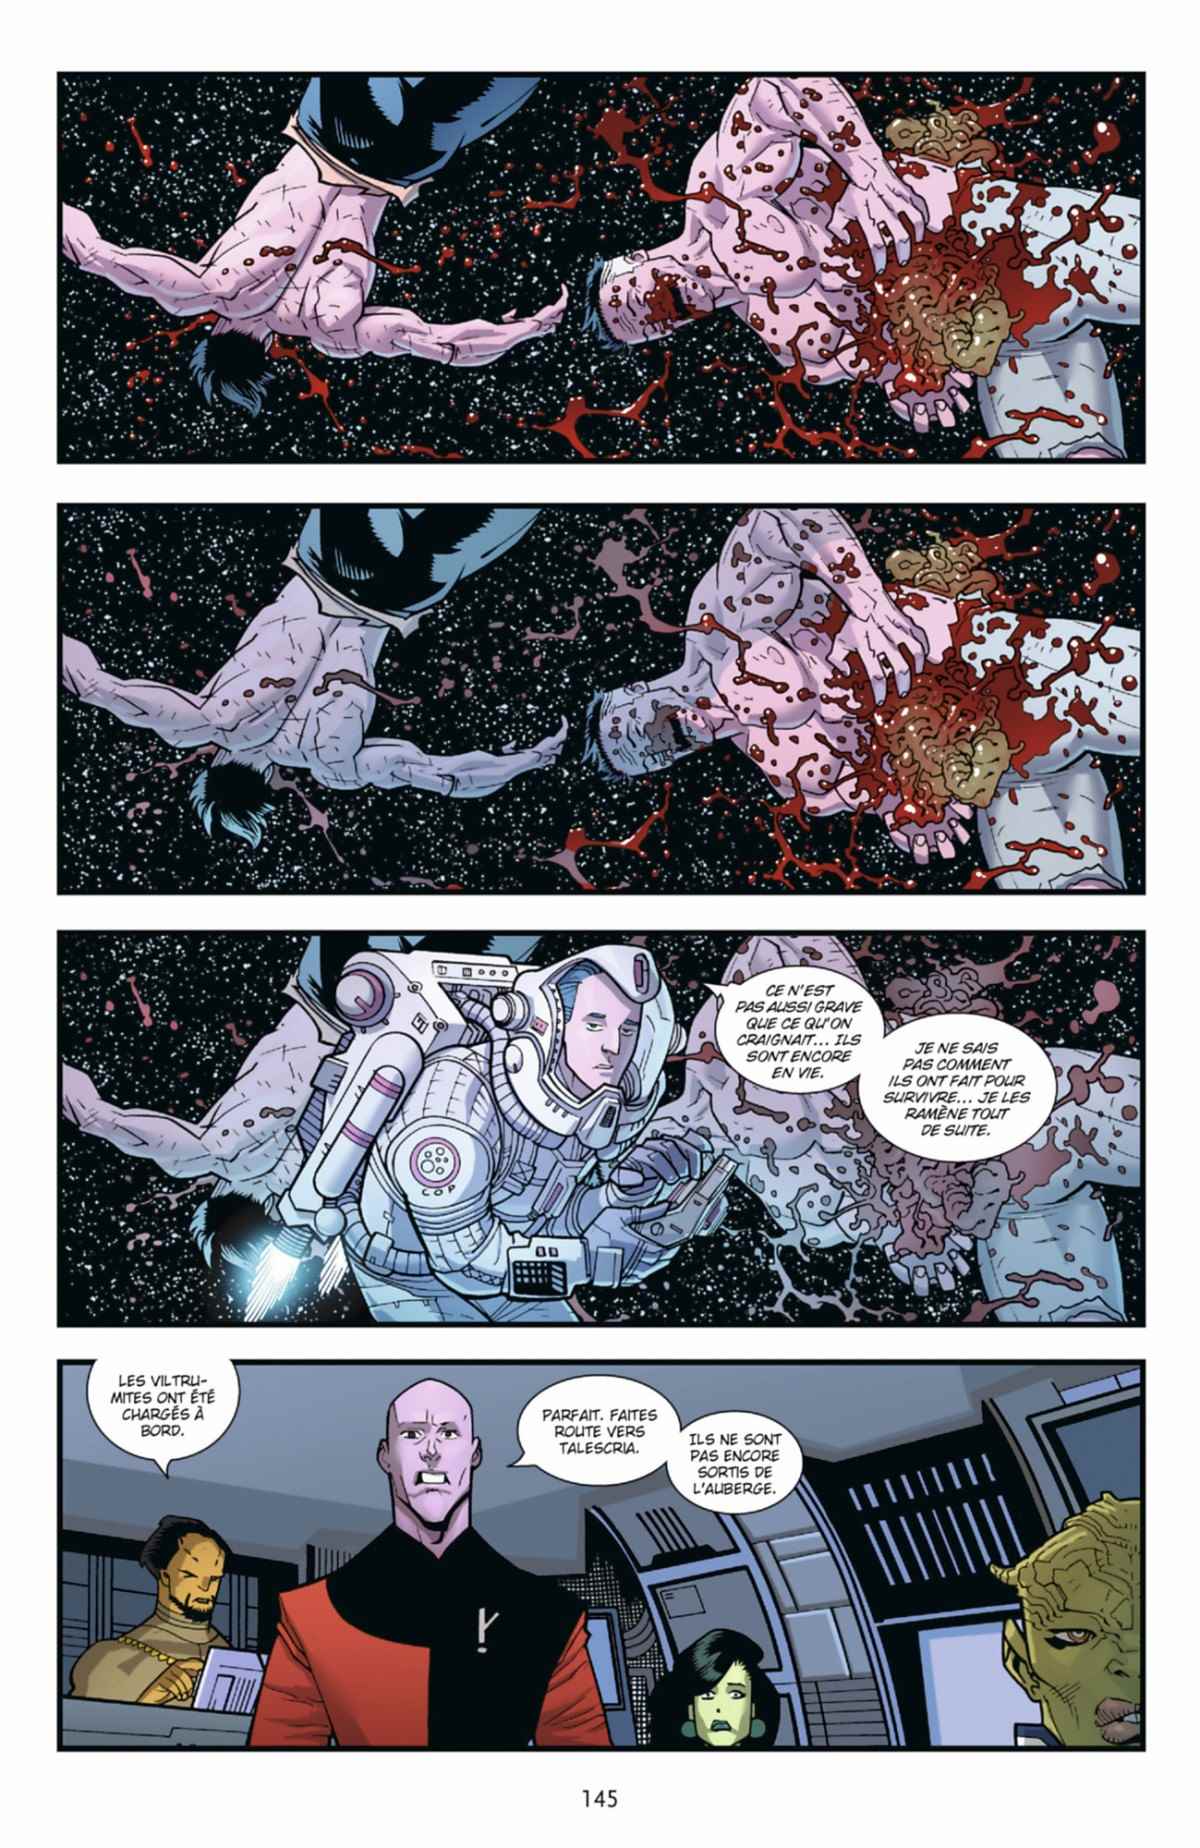 CE N'EST
PAS AUSSI GRAVE
QUE CE QU'ON
CRAIGNAIT... ILS
SONT ENCORE
EN VIE.
JE NE SAIS
PAS COMMENT
ILS ONT FAIT POUR
SURVIVRE... JE LES
RAMÈNE TOUT
DE SUITE.
COP
LES VILTRU-
MITES ONT ÉTÉ
CHARGÉS À
BORD.
PARFAIT. FAITES
ROUTE VERS
TALESCRIA.
ILS NE SONT
PAS ENCORE
SORTIS DE
L'AUBERGE.
145